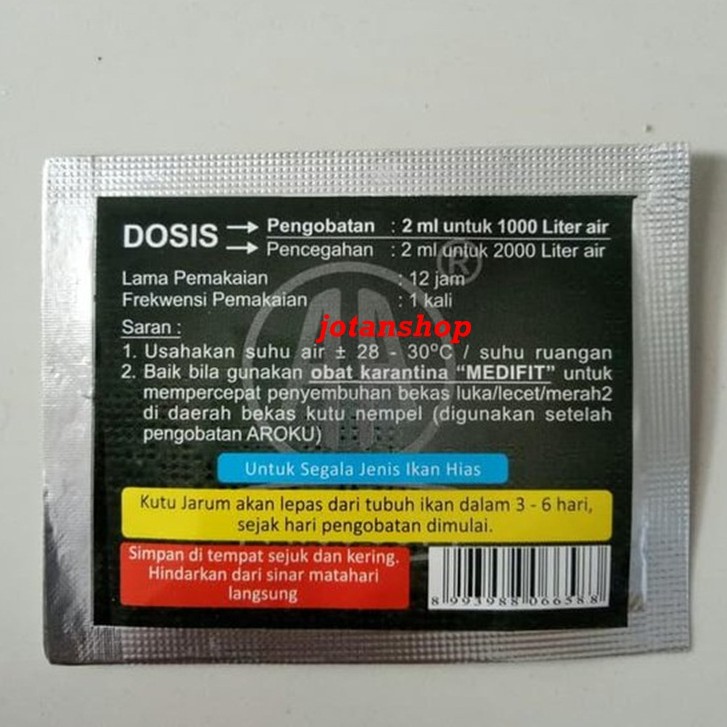 DOSIS → Pengobatan : 2 ml untuk 1000 Liter air
→ Pencegahan : 2 ml untuk 2000 Liter air
Lama Pemakaian : 12 jam
Frekwensi Pemakaian : 1 kali
jotanshop
Saran :
1. Usahakan suhu air ± 28 - 30°C / suhu ruangan
2. Baik bila gunakan obat karantina "MEDIFIT" untuk
mempercepat penyembuhan bekas luka/lecet/merah2
di daerah bekas kutu nempel (digunakan setelah
pengobatan AROKU)
Untuk Segala Jenis Ikan Hias
Kutu Jarum akan lepas dari tubuh ikan dalam 3 - 6 hari,
sejak hari pengobatan dimulai.
Simpan di tempat sejuk dan kering.
Hindarkan dari sinar matahari
langsung
8 993988 066588